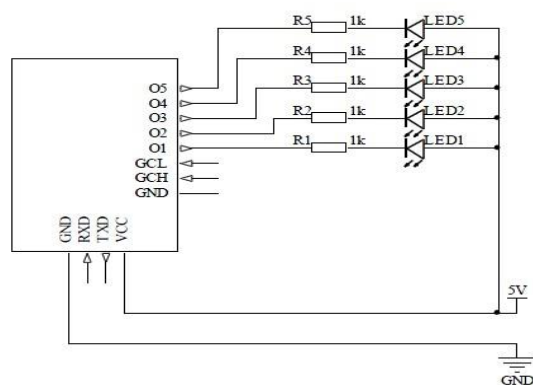 R5 1k LED5
R4 1k LED4
R3 1k LED3
R2 1k LED2
R1 1k LED1
O5
O4
O3
O2
O1
GCL
GCH
GND
GND RXD TXD VCC
5V
GND